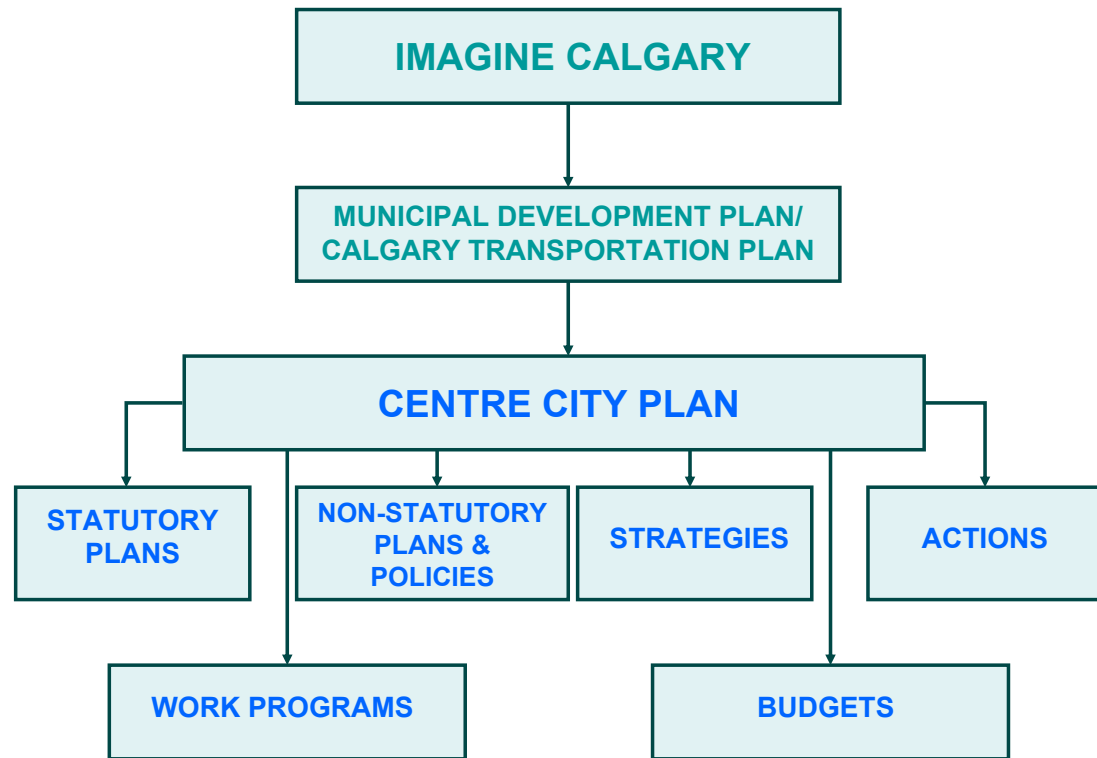 IMAGINE CALGARY
MUNICIPAL DEVELOPMENT PLAN/
CALGARY TRANSPORTATION PLAN
CENTRE CITY PLAN
STATUTORY
PLANS
NON-STATUTORY
PLANS &
POLICIES
STRATEGIES
ACTIONS
WORK PROGRAMS
BUDGETS